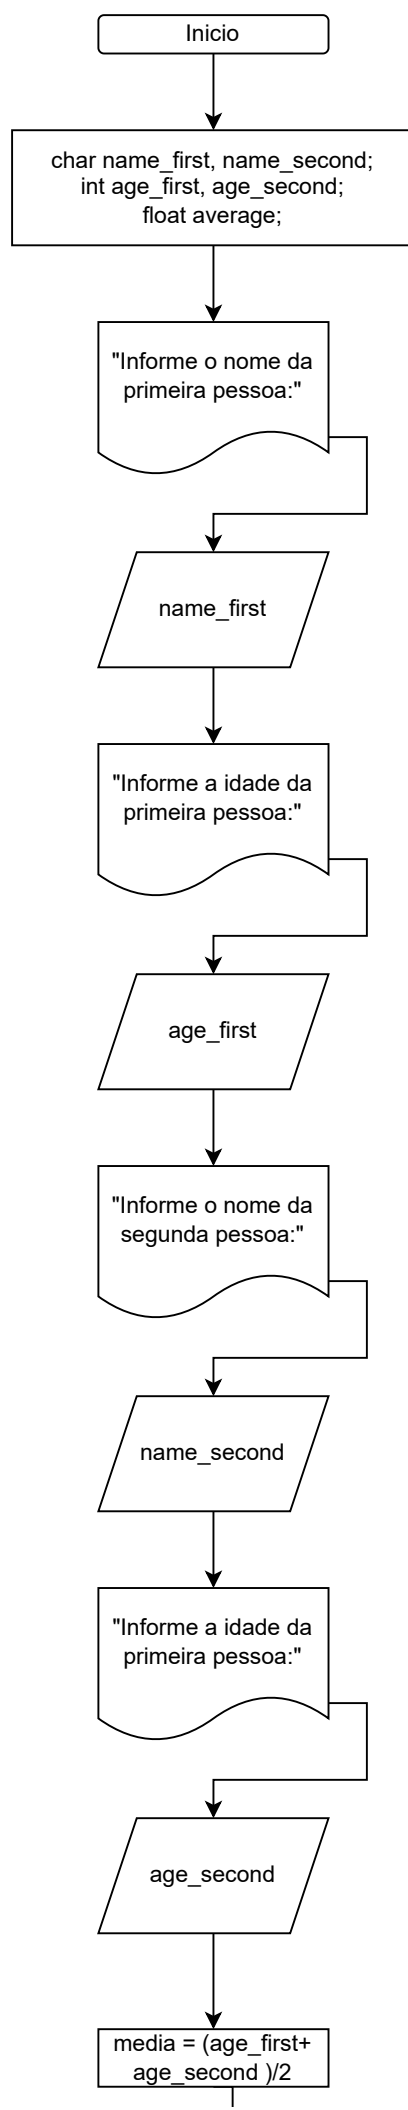 Inicio
char name_first, name_second;
int age_first, age_second;
float average;
"Informe o nome da
primeira pessoa:"
name_first
"Informe a idade da
primeira pessoa:"
age_first
"Informe o nome da
segunda pessoa:"
name_second
"Informe a idade da
primeira pessoa:"
age_second
media = (age_first+
age_second )/2